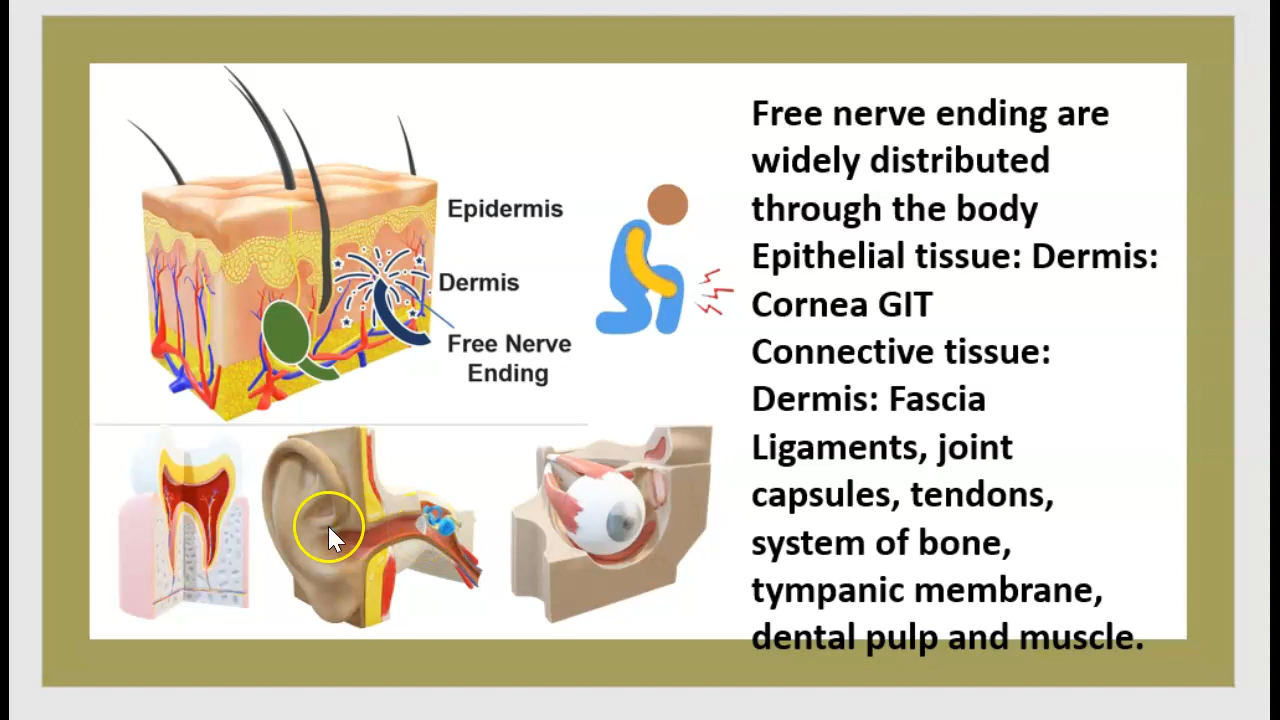 Epidermis
Dermis
Free Nerve
Ending
Free nerve ending are
widely distributed
through the body
Epithelial tissue: Dermis:
Cornea GIT
Connective tissue:
Dermis: Fascia
Ligaments, joint
capsules, tendons,
system of bone,
tympanic membrane,
dental pulp and muscle.